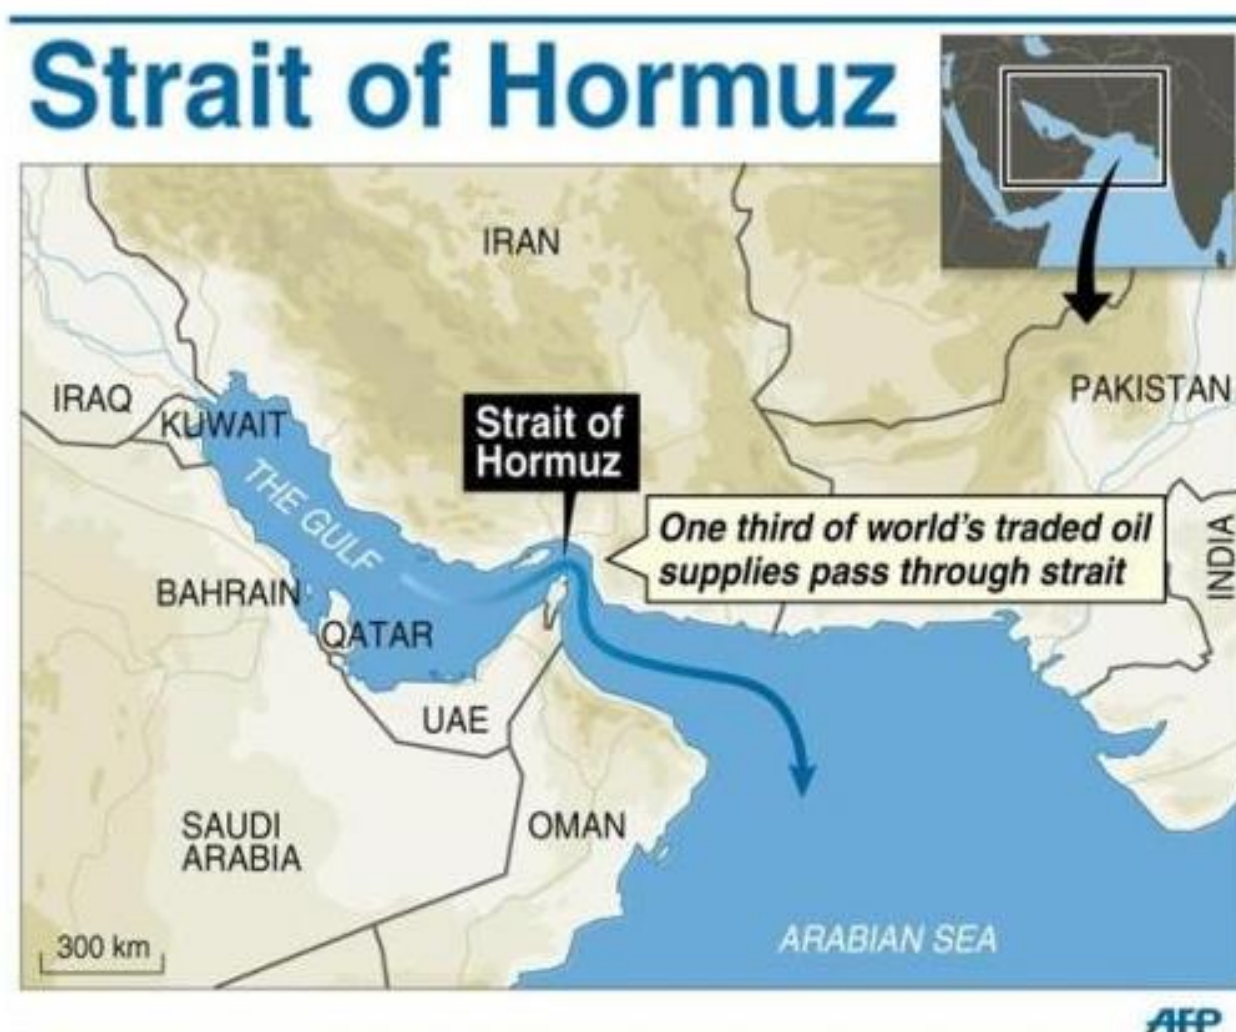 Strait of Hormuz
IRAN
IRAQ
KUWAIT
PAKISTAN
Strait of
Hormuz
THE GULF
One third of world's traded oil
supplies pass through strait
INDIA
BAHRAIN
QATAR
UAE
SAUDI
ARABIA
OMAN
ARABIAN SEA
300 km
AFP